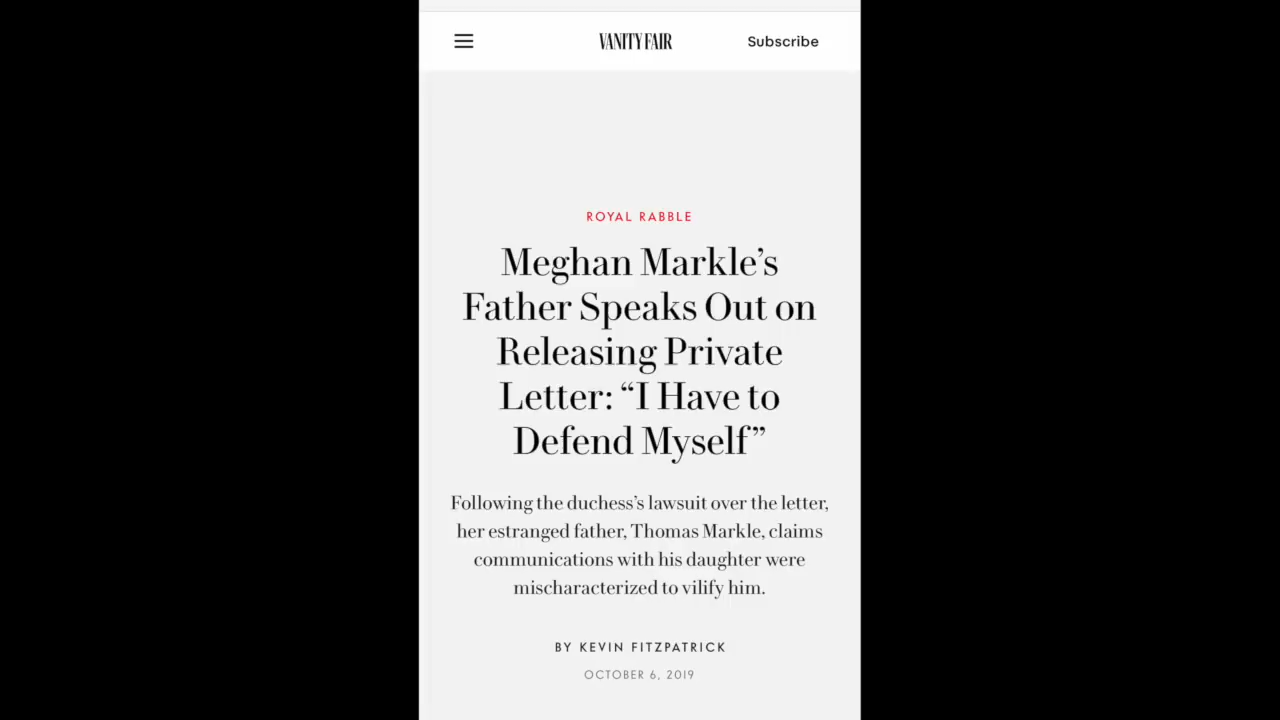 VANITY FAIR
Subscribe
ROYAL RABBLE
Meghan Markle’s
Father Speaks Out on
Releasing Private
Letter: “I Have to
Defend Myself”
Following the duchess’s lawsuit over the letter,
her estranged father, Thomas Markle, claims
communications with his daughter were
mischaracterized to vilify him.
BY KEVIN FITZPATRICK
OCTOBER 6, 2019